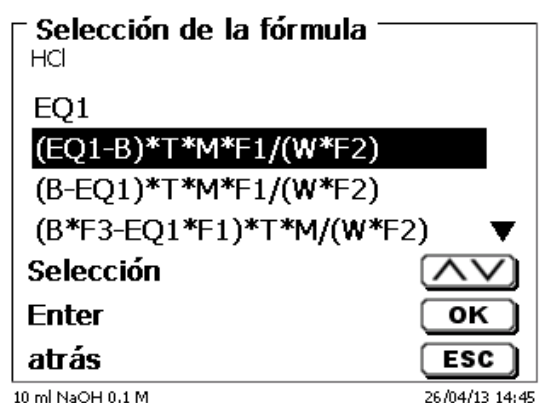 Selección de la fórmula
HCl
EQ1
(EQ1-B)*T*M*F1/(W*F2)
(B-EQ1)*T*M*F1/(W*F2)
(B*F3-EQ1*F1)*T*M/(W*F2)
Selección
Enter OK
atrás ESC
10 ml NaOH 0.1 M 26/04/13 14:45